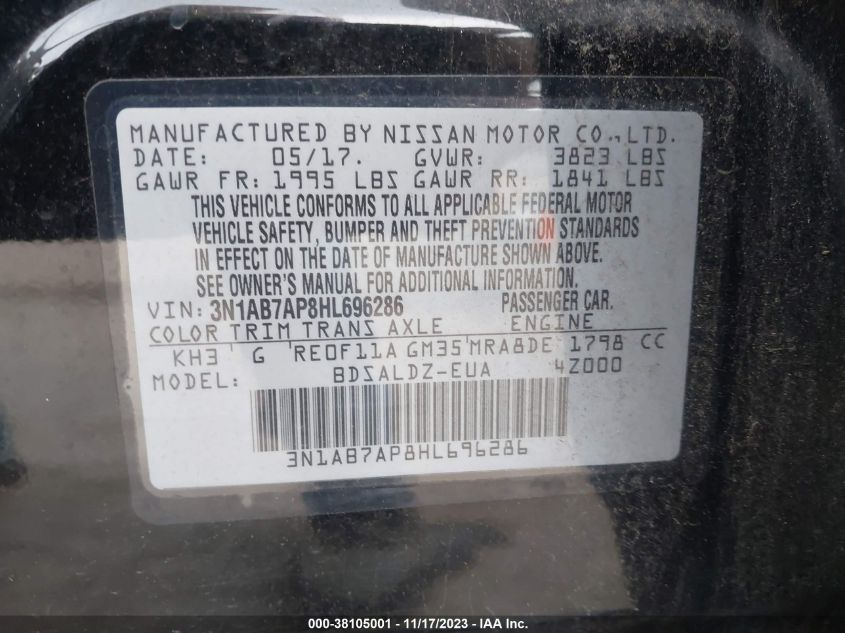 MANUFACTURED BY NISSAN MOTOR CO.,LTD.
DATE: 05/17. GVWR: 3823 LBS
GAWR FR: 1995 LBS GAWR RR: 1841 LBS
THIS VEHICLE CONFORMS TO ALL APPLICABLE FEDERAL MOTOR
VEHICLE SAFETY, BUMPER AND THEFT PREVENTION STANDARDS
IN EFFECT ON THE DATE OF MANUFACTURE SHOWN ABOVE.
SEE OWNER'S MANUAL FOR ADDITIONAL INFORMATION.
VIN: 3N1AB7AP8HL696286 PASSENGER CAR.
COLOR TRIM TRANS AXLE ENGINE
KH3 G RE0F11A GM35 MRA8DE 1798 CC
MODEL: BDSALDZ-EUA 4Z000
3N1AB7AP8HL696286
000-38105001 - 11/17/2023 - IAA Inc.